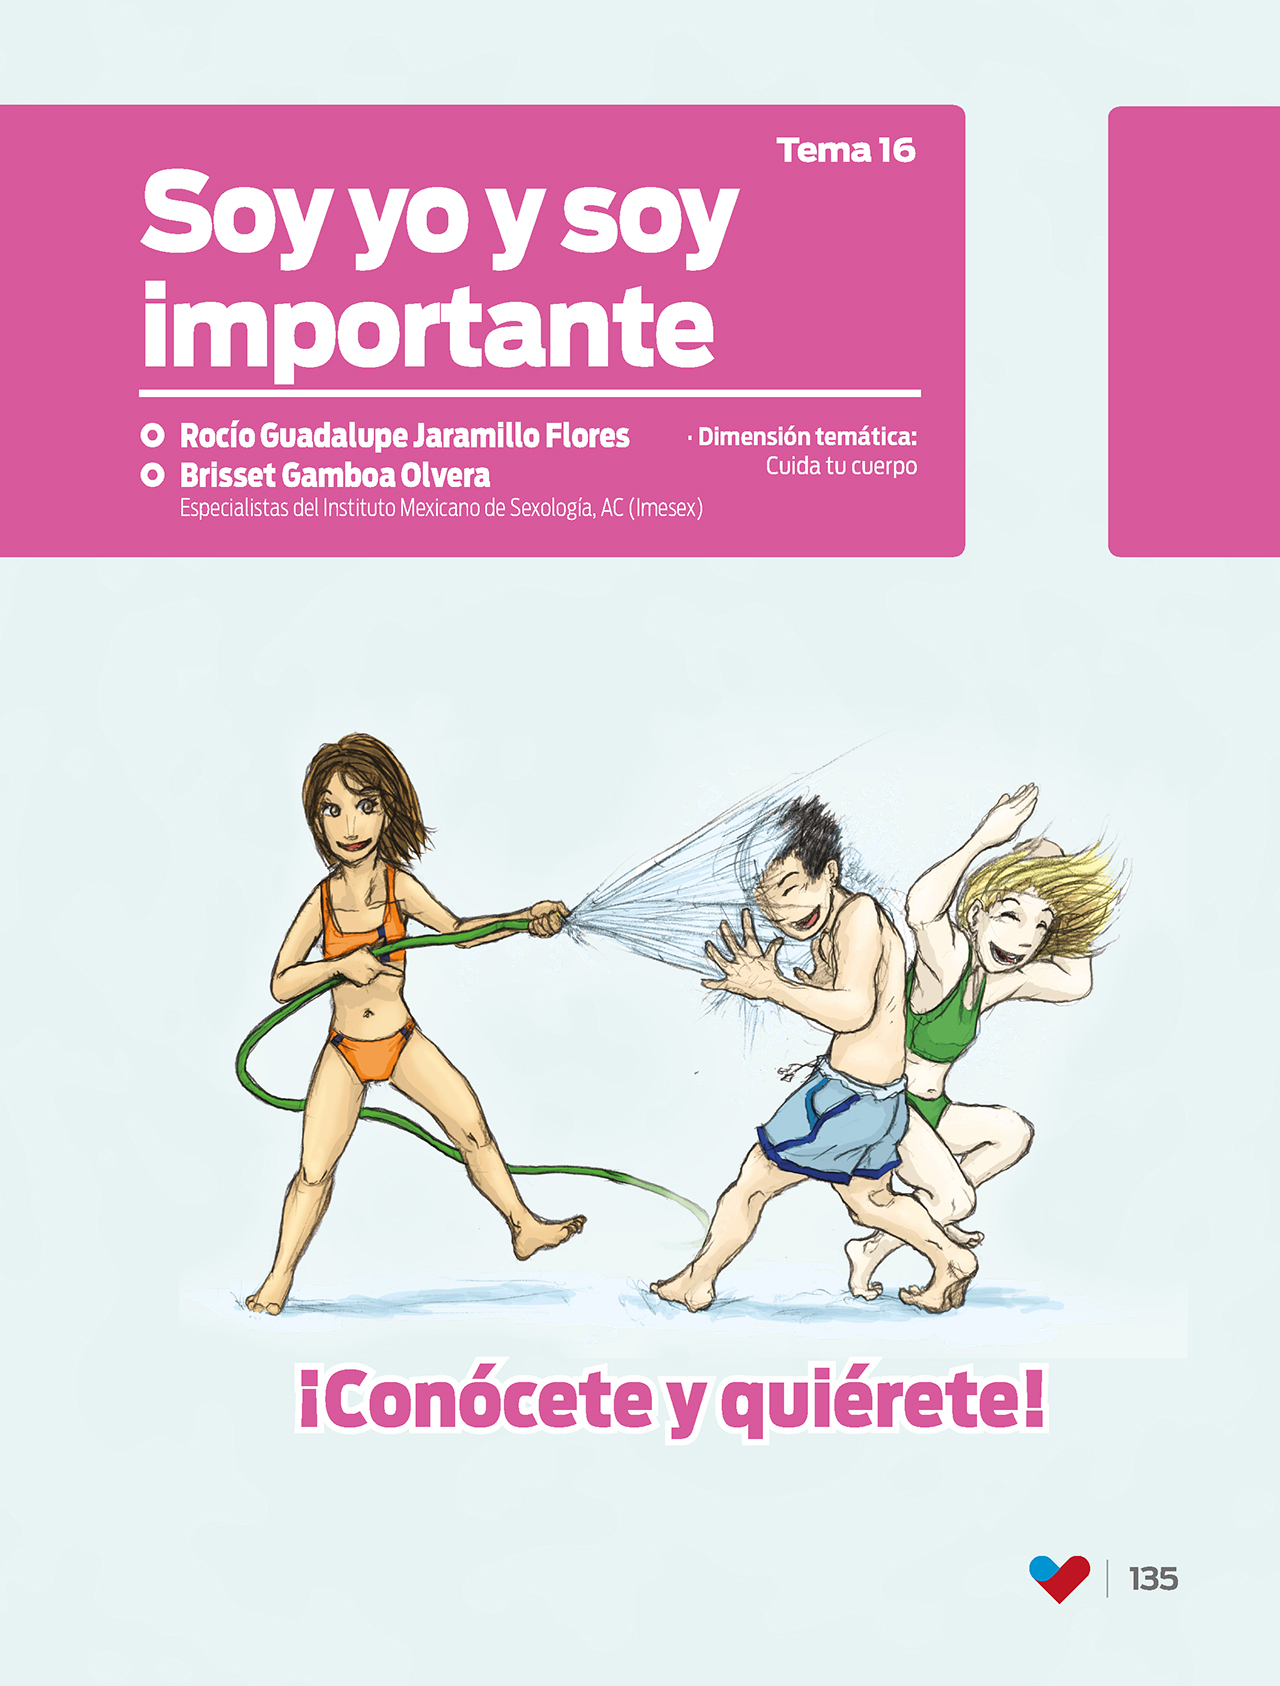 Tema 16
Soy yo y soy
importante
Rocío Guadalupe Jaramillo Flores
Brisset Gamboa Olvera
Especialistas del Instituto Mexicano de Sexología, AC (Imesex)
· Dimensión temática:
Cuida tu cuerpo
¡Conócete y quiérete!
135